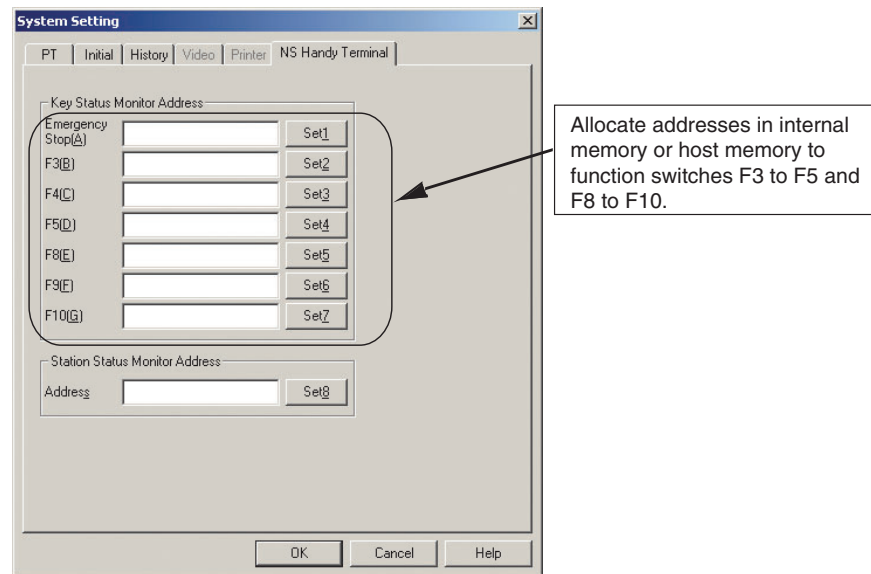 System Setting
PT Initial History Video Printer NS Handy Terminal
Key Status Monitor Address
Emergency
Stop(A)
Set1
F3(B)
Set2
F4(C)
Set3
F5(D)
Set4
F8(E)
Set5
F9(F)
Set6
F10(G)
Set7
Station Status Monitor Address
Address
Set8
OK Cancel Help
Allocate addresses in internal
memory or host memory to
function switches F3 to F5 and
F8 to F10.